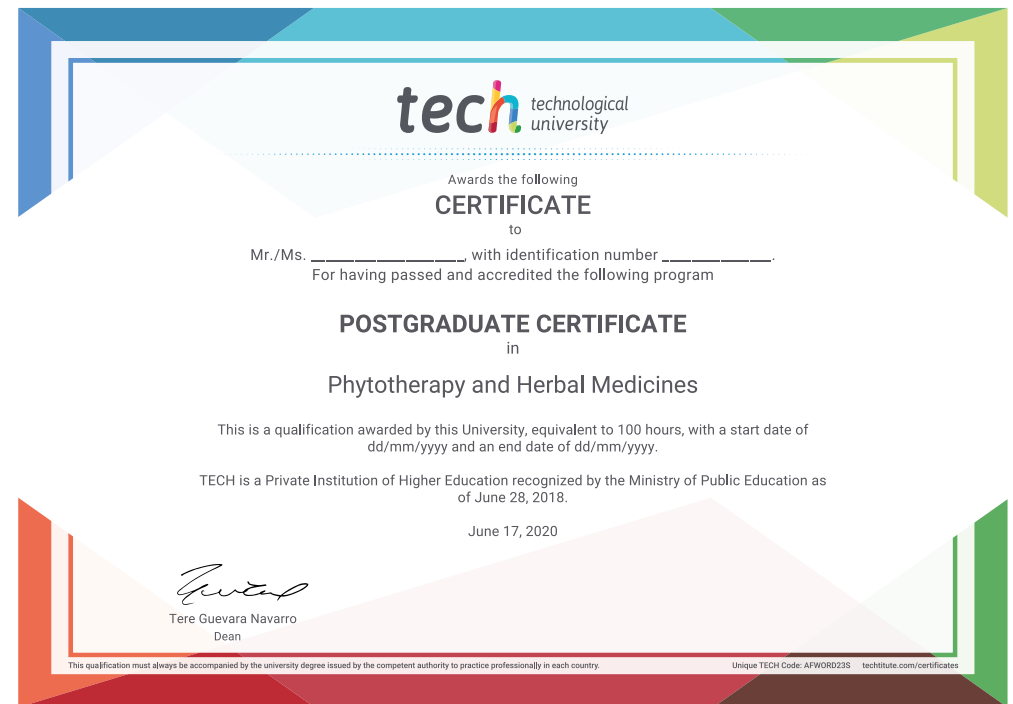 tech technological
university
Awards the following
CERTIFICATE
to
Mr./Ms. __________________, with identification number _____________.
For having passed and accredited the following program
POSTGRADUATE CERTIFICATE
in
Phytotherapy and Herbal Medicines
This is a qualification awarded by this University, equivalent to 100 hours, with a start date of
dd/mm/yyyy and an end date of dd/mm/yyyy.
TECH is a Private Institution of Higher Education recognized by the Ministry of Public Education as
of June 28, 2018.
June 17, 2020
Tere Guevara Navarro
Dean
This qualification must always be accompanied by the university degree issued by the competent authority to practice professionally in each country.
Unique TECH Code: AFWORD23S techtitute.com/certificates